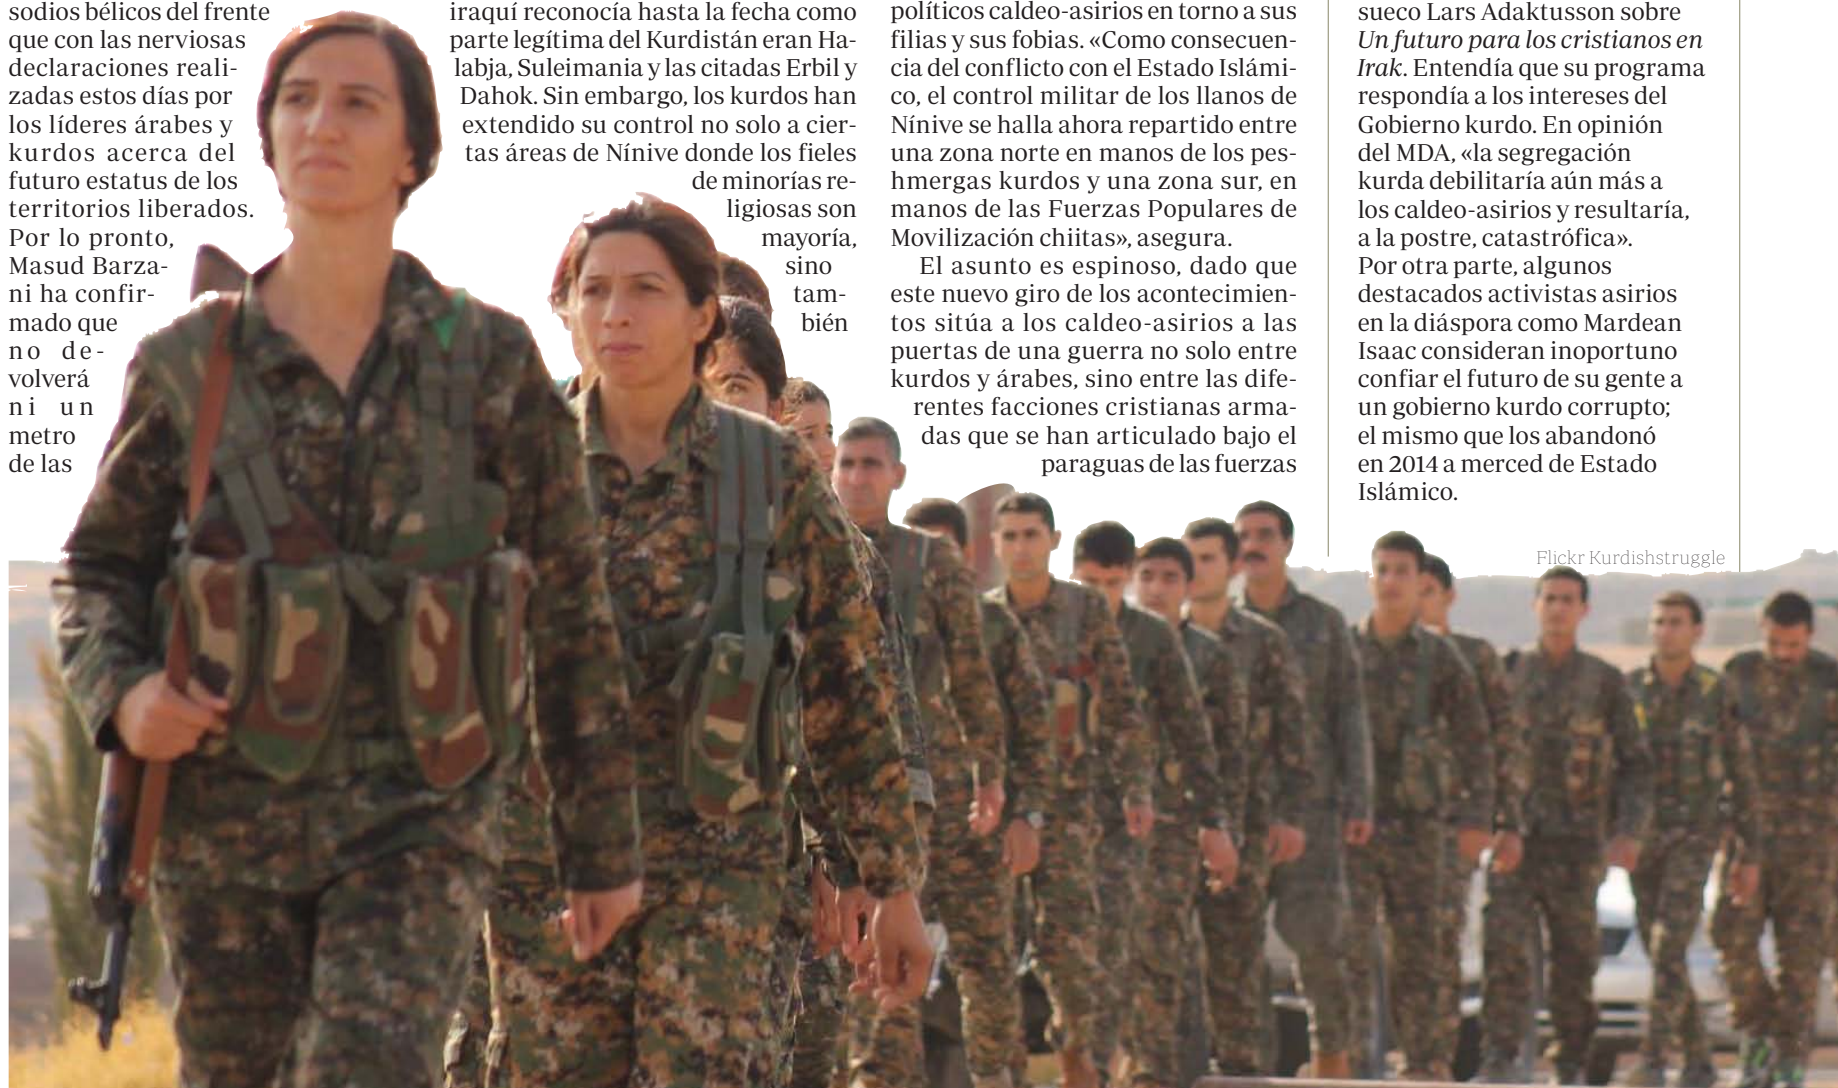 sodios bélicos del frente
que con las nerviosas
declaraciones reali-
zadas estos días por
los líderes árabes y
kurdos acerca del
futuro estatus de los
territorios liberados.
Por lo pronto,
Masud Barza-
ni ha confir-
mado que
no de-
volverá
ni un
metro
de las
iraquí reconocía hasta la fecha como
parte legítima del Kurdistán eran Ha-
labja, Suleimania y las citadas Erbil y
Dahok. Sin embargo, los kurdos han
extendido su control no solo a cier-
tas áreas de Nínive donde los fieles
de minorías re-
ligiosas son
mayoría,
sino
tam-
bién
políticos caldeo-asirios en torno a sus
filias y sus fobias. «Como consecuen-
cia del conflicto con el Estado Islámi-
co, el control militar de los llanos de
Nínive se halla ahora repartido entre
una zona norte en manos de los pes-
hmergas kurdos y una zona sur, en
manos de las Fuerzas Populares de
Movilización chiitas», asegura.
El asunto es espinoso, dado que
este nuevo giro de los acontecimien-
tos sitúa a los caldeo-asirios a las
puertas de una guerra no solo entre
kurdos y árabes, sino entre las dife-
rentes facciones cristianas arma-
das que se han articulado bajo el
paraguas de las fuerzas
sueco Lars Adaktusson sobre
Un futuro para los cristianos en
Irak. Entendía que su programa
respondía a los intereses del
Gobierno kurdo. En opinión
del MDA, «la segregación
kurda debilitaría aún más a
los caldeo-asirios y resultaría,
a la postre, catastrófica».
Por otra parte, algunos
destacados activistas asirios
en la diáspora como Mardean
Isaac consideran inoportuno
confiar el futuro de su gente a
un gobierno kurdo corrupto;
el mismo que los abandonó
en 2014 a merced de Estado
Islámico.
Flickr Kurdishstruggle